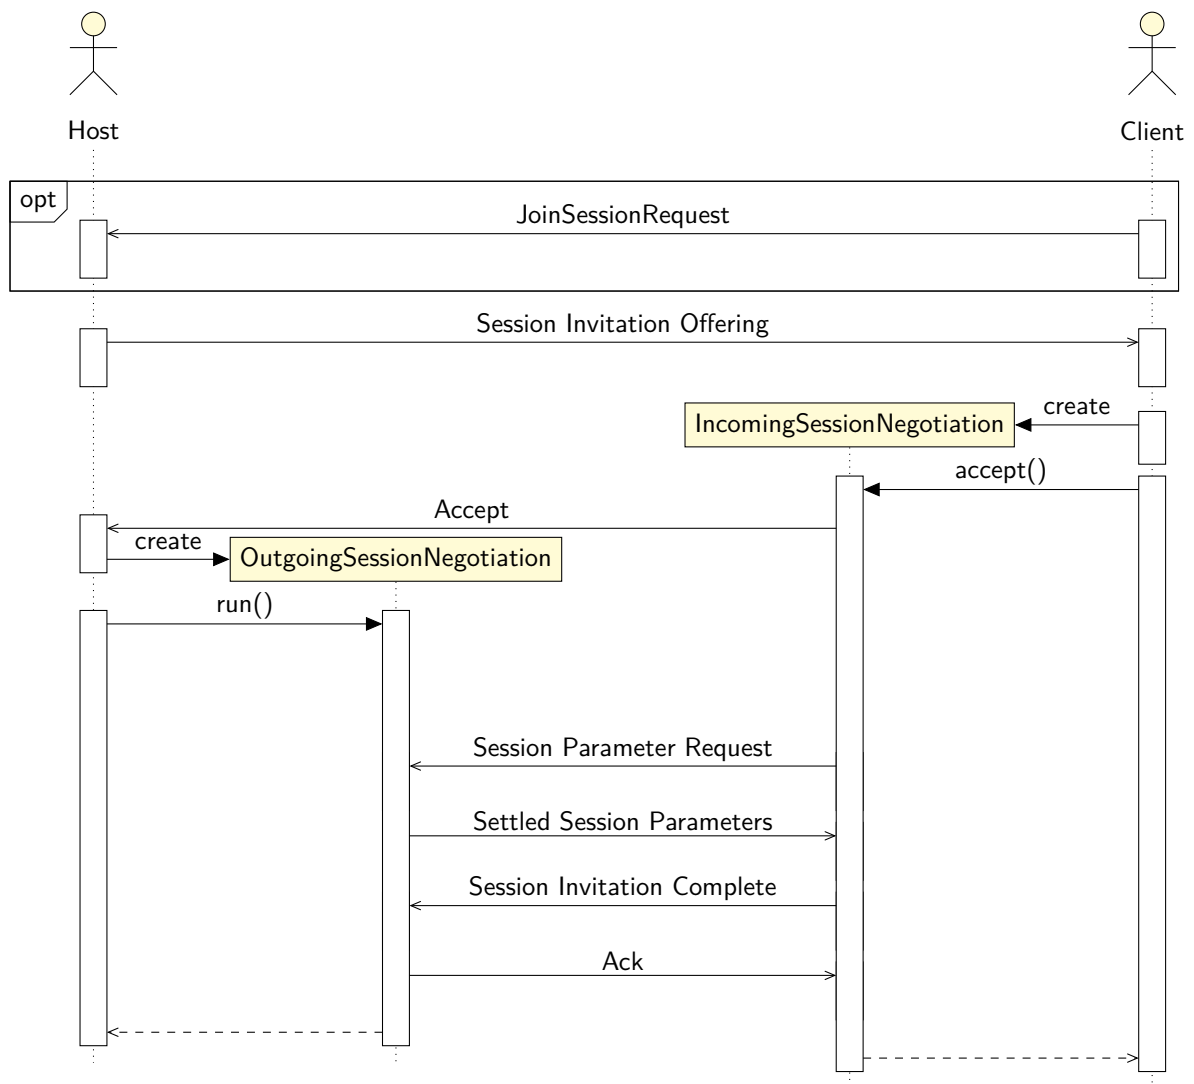 Host
Client
opt
JoinSessionRequest
Session Invitation Offering
create
IncomingSessionNegotiation
accept()
Accept
create
OutgoingSessionNegotiation
run()
Session Parameter Request
Settled Session Parameters
Session Invitation Complete
Ack